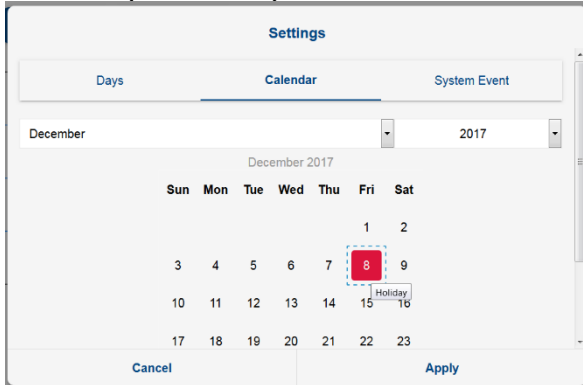 Settings
Days Calendar System Event
December 2017
December 2017
Sun Mon Tue Wed Thu Fri Sat
1 2
3 4 5 6 7 8 9
Holiday
10 11 12 13 14 15 16
17 18 19 20 21 22 23
Cancel Apply